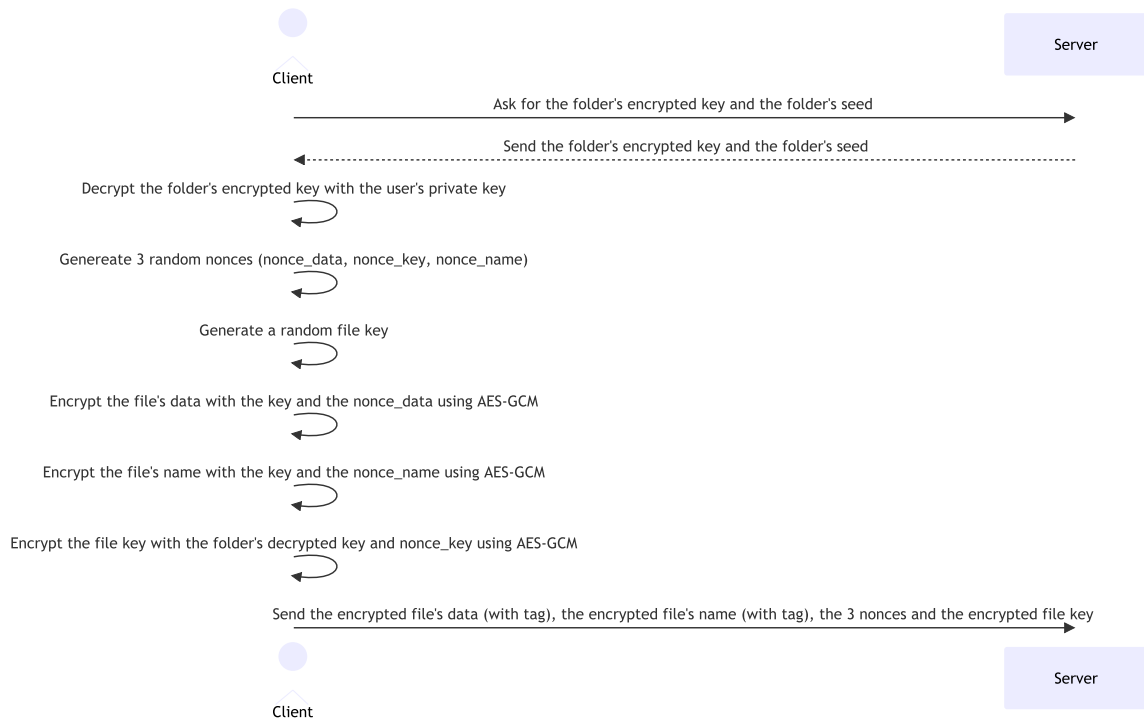 Server
Client
Ask for the folder's encrypted key and the folder's seed
Send the folder's encrypted key and the folder's seed
Decrypt the folder's encrypted key with the user's private key
Genereate 3 random nonces (nonce_data, nonce_key, nonce_name)
Generate a random file key
Encrypt the file's data with the key and the nonce_data using AES-GCM
Encrypt the file's name with the key and the nonce_name using AES-GCM
Encrypt the file key with the folder's decrypted key and nonce_key using AES-GCM
Send the encrypted file's data (with tag), the encrypted file's name (with tag), the 3 nonces and the encrypted file key
Server
Client